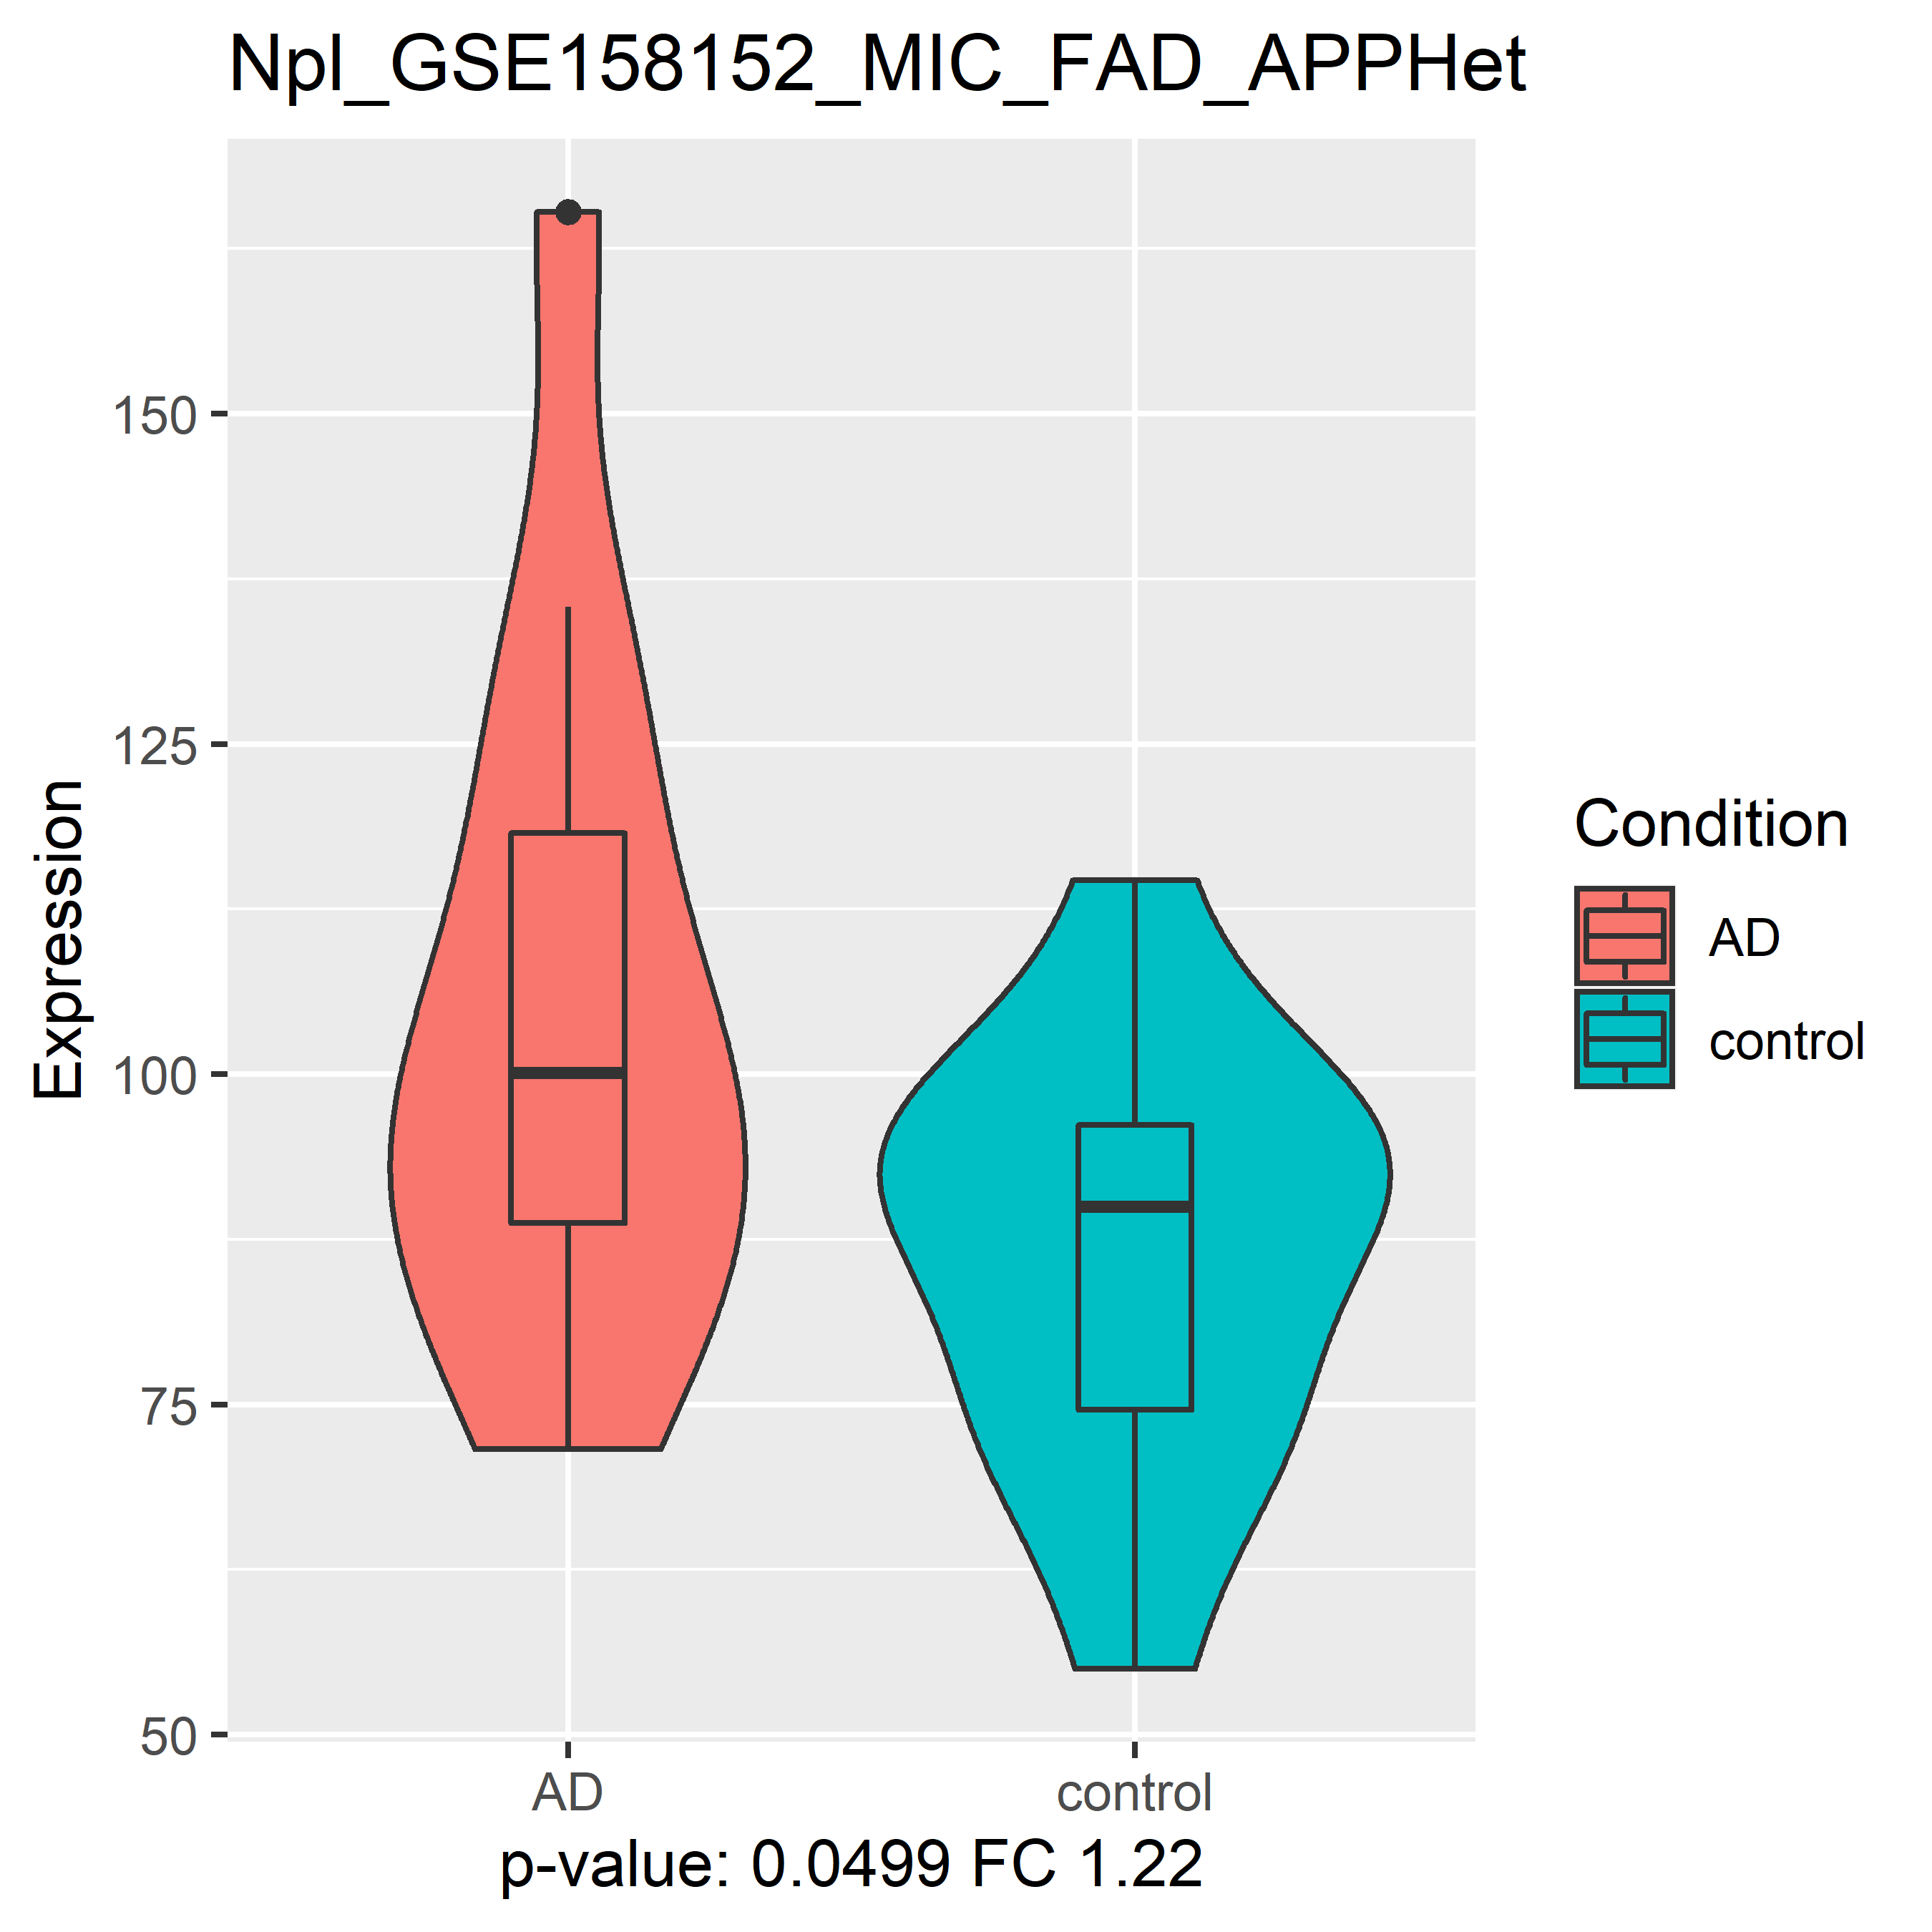 Npl_GSE158152_MIC_FAD_APPHet
Expression
150
125
100
75
50
AD
control
p-value: 0.0499 FC 1.22
Condition
AD
control